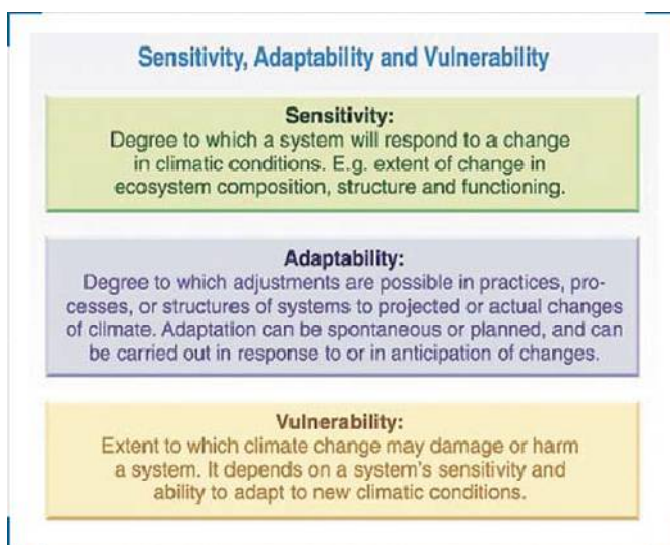 Sensitivity, Adaptability and Vulnerability
Sensitivity:
Degree to which a system will respond to a change
in climatic conditions. E.g. extent of change in
ecosystem composition, structure and functioning.
Adaptability:
Degree to which adjustments are possible in practices, pro-
cesses, or structures of systems to projected or actual changes
of climate. Adaptation can be spontaneous or planned, and can
be carried out in response to or in anticipation of changes.
Vulnerability:
Extent to which climate change may damage or harm
a system. It depends on a system's sensitivity and
ability to adapt to new climatic conditions.